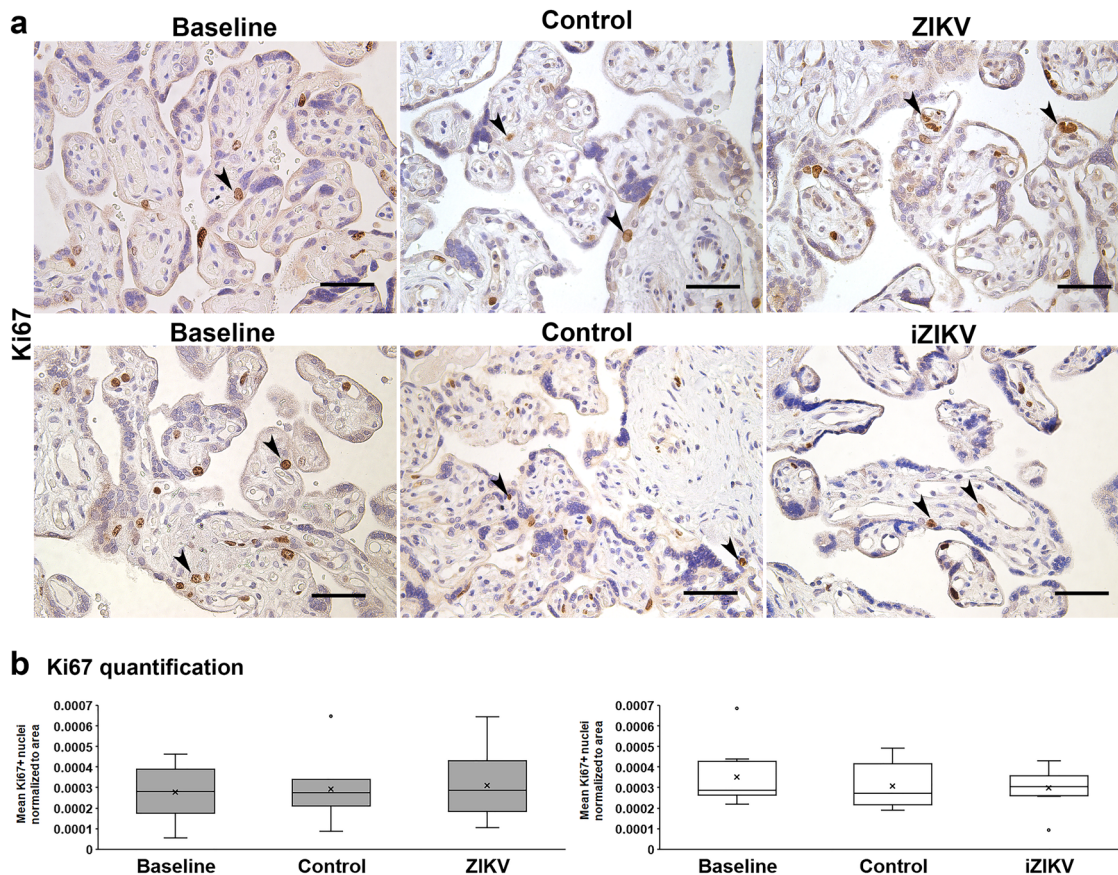 a
Baseline Control ZIKV
Ki67
Baseline Control iZIKV
b Ki67 quantification
Mean Ki67+ nuclei
normalized to area
0.0007
0.0006
0.0005
0.0004
0.0003
0.0002
0.0001
0
Baseline Control ZIKV
Mean Ki67+ nuclei
normalized to area
0.0007
0.0006
0.0005
0.0004
0.0003
0.0002
0.0001
0
Baseline Control iZIKV